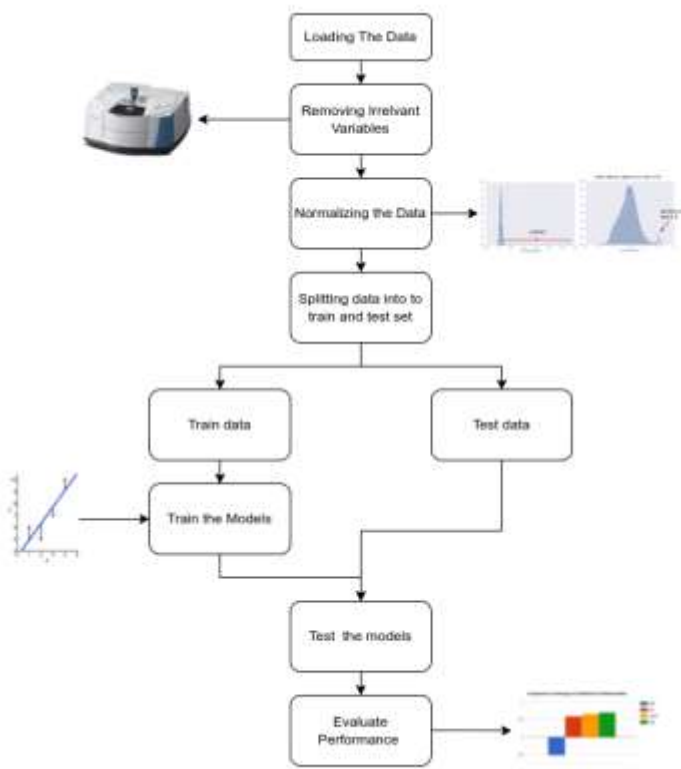 Loading The Data
Removing Irrelvant
Variables
Normalizing the Data
Splitting data into to
train and test set
Train data
Test data
Train the Models
Test the models
Evaluate
Performance